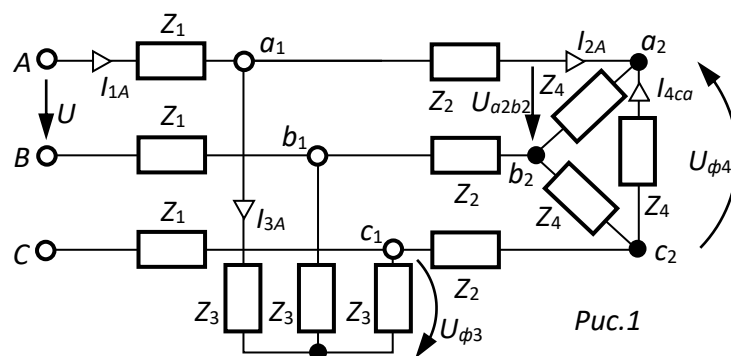 Z1 a1 I2A a2
A I1A Z2 Z4 I4ca
U Z1 b1 Ua2b2 Uф4
B b2
Z1 I3A Z2 Z4 Z4
C c1 c2
Z3 Z3 Z3 Z2
Uф3 Рис.1